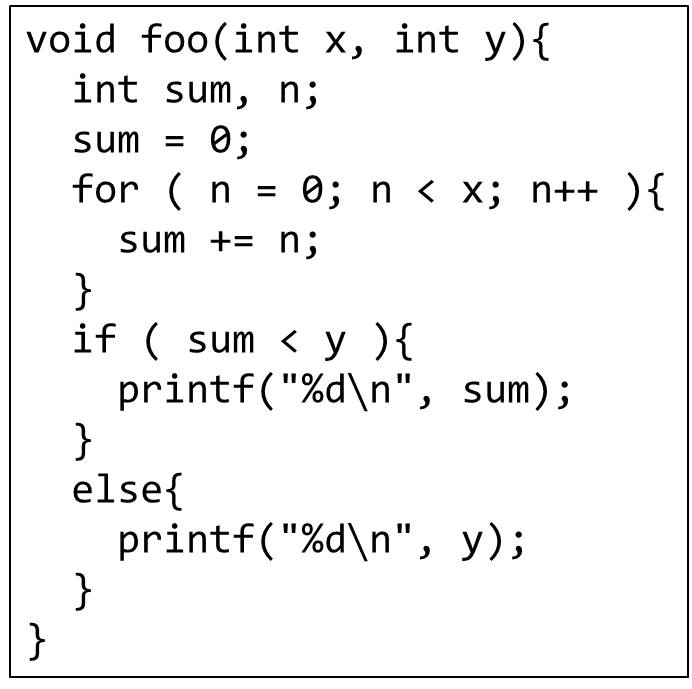 void foo(int x, int y){
  int sum, n;
  sum = 0;
  for ( n = 0; n < x; n++ ){
    sum += n;
  }
  if ( sum < y ){
    printf("%d\n", sum);
  }
  else{
    printf("%d\n", y);
  }
}